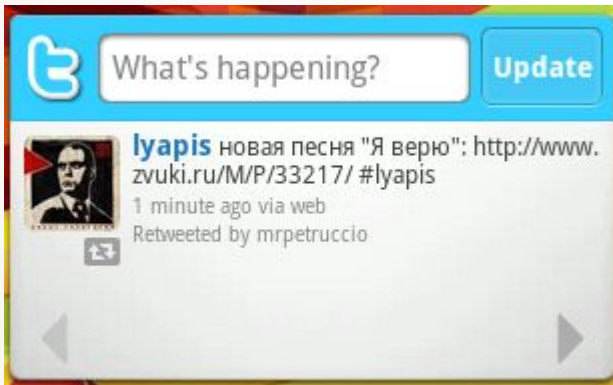 What's happening?
Update
lyapis новая песня "Я верю": http://www.
zvuki.ru/M/P/33217/ #lyapis
1 minute ago via web
Retweeted by mrpetruccio